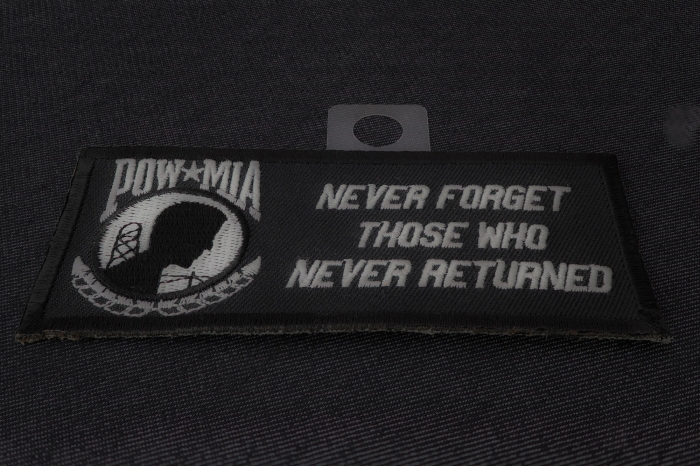 POW★MIA
NEVER FORGET
THOSE WHO
NEVER RETURNED